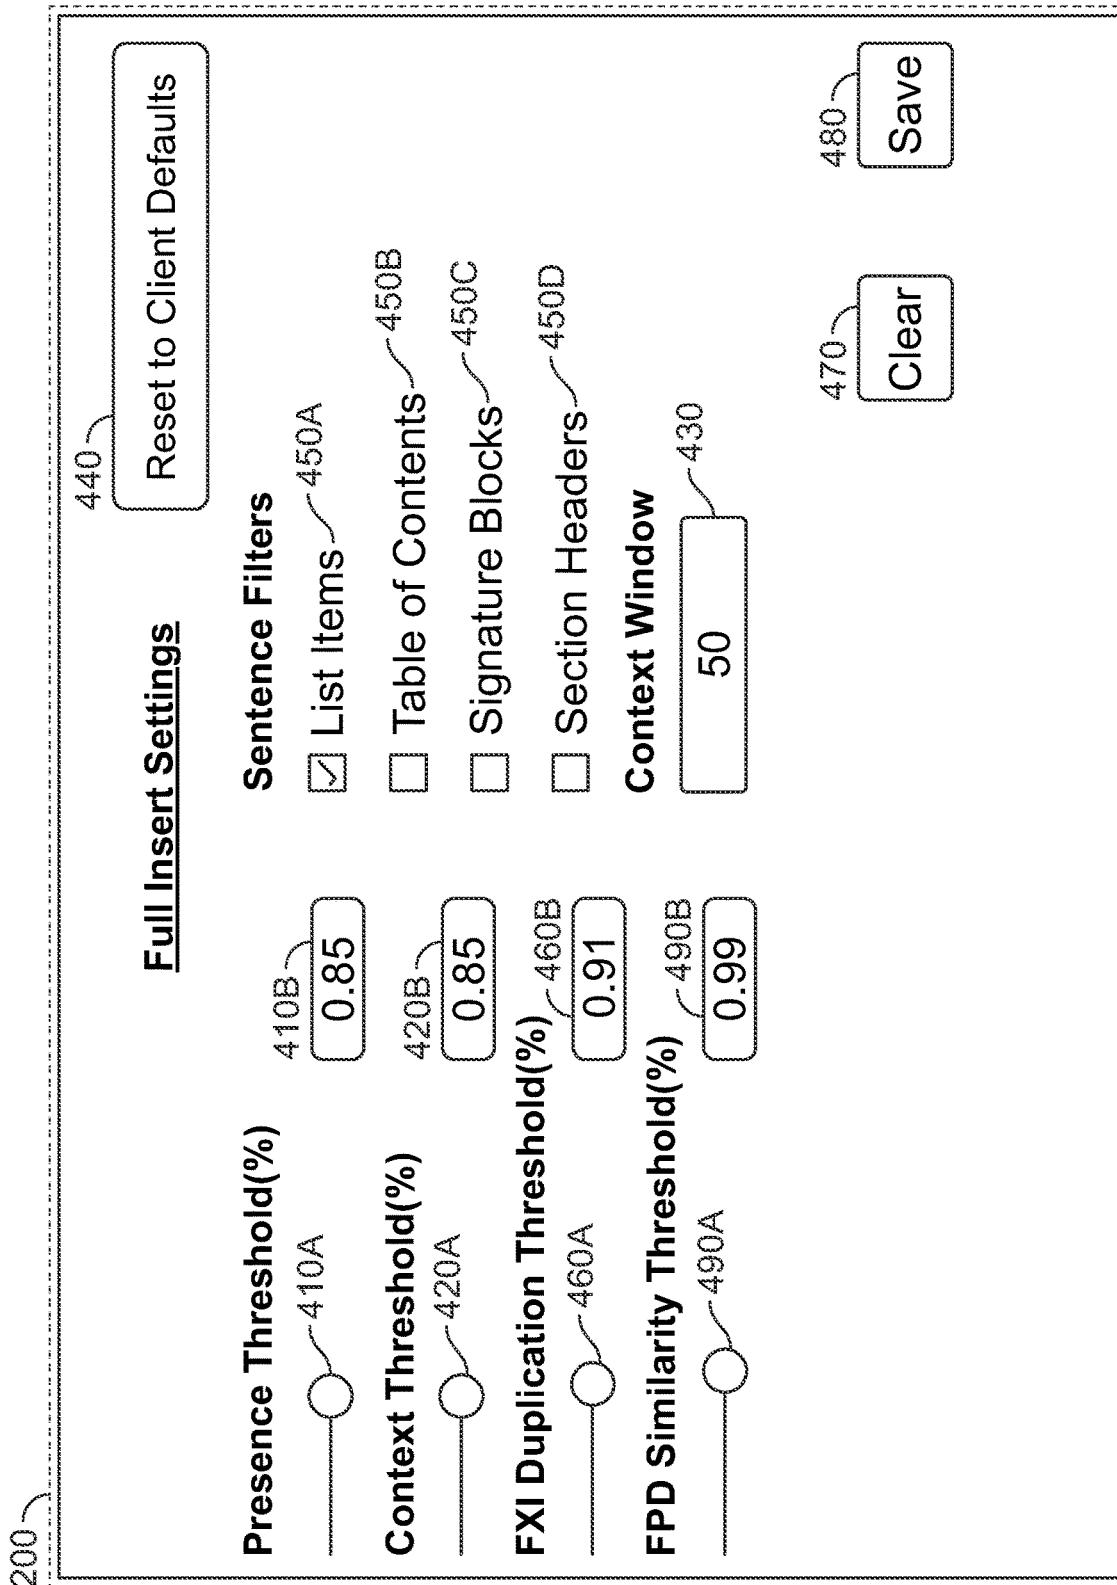 200
440
Reset to Client Defaults
Full Insert Settings
Presence Threshold(%)
410A
410B
0.85
Context Threshold(%)
420A
420B
0.85
FXI Duplication Threshold(%)
460A
460B
0.91
FPD Similarity Threshold(%)
490A
490B
0.99
Sentence Filters
List Items 450A
Table of Contents 450B
Signature Blocks 450C
Section Headers 450D
Context Window
430
50
470
Clear
480
Save